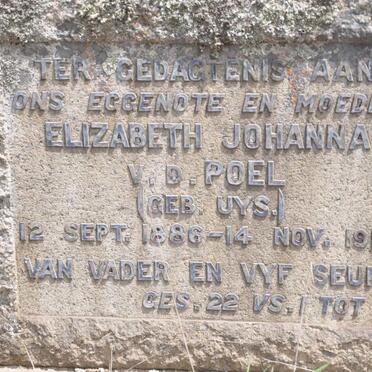 TER GEDAGTENIS AAN
ONS EGGENOTE EN MOEDE
ELIZABETH JOHANNA
V. D. POEL
(GEB. UYS.)
12 SEPT. 1886-14 NOV. 19
VAN VADER EN VYF SEU
GES. 22 VS. 1 TOT